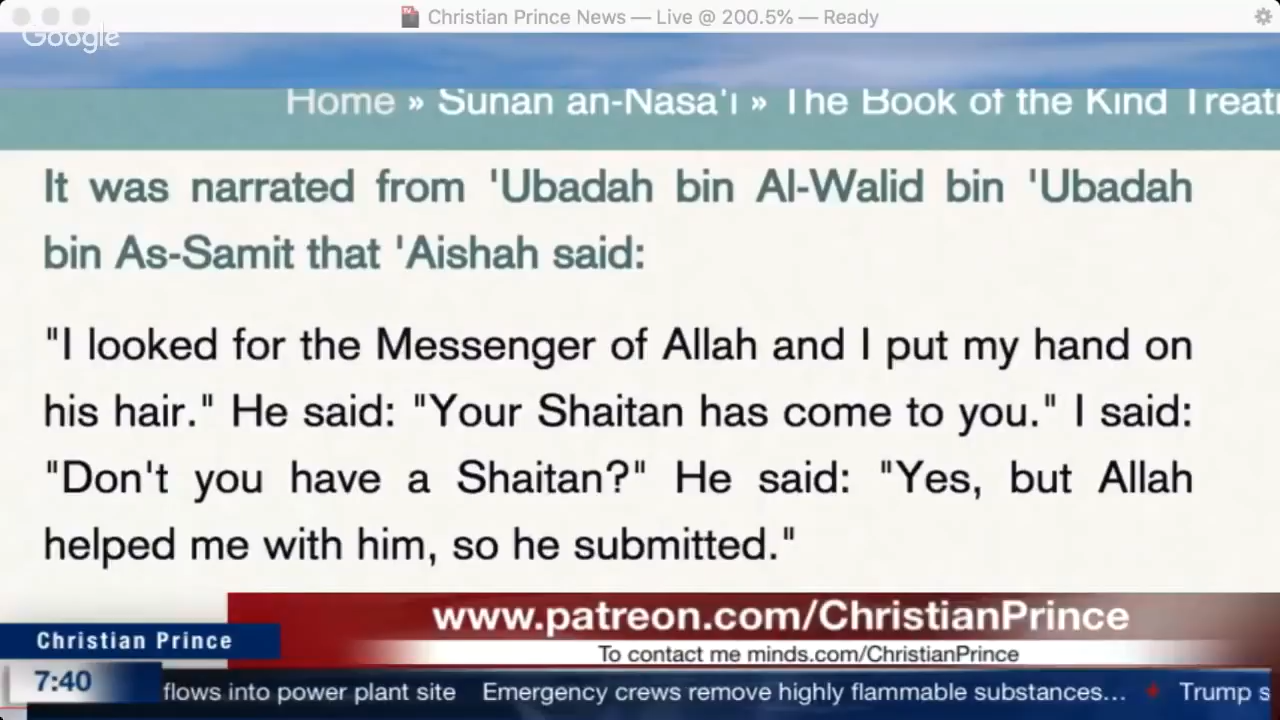 Christian Prince News — Live @ 200.5% — Ready
Google
Home » Sunan an-Nasa'i » The Book of the Kind Treat
It was narrated from 'Ubadah bin Al-Walid bin 'Ubadah
bin As-Samit that 'Aishah said:
"I looked for the Messenger of Allah and I put my hand on
his hair." He said: "Your Shaitan has come to you." I said:
"Don't you have a Shaitan?" He said: "Yes, but Allah
helped me with him, so he submitted."
www.patreon.com/ChristianPrince
Christian Prince
To contact me minds.com/ChristianPrince
7:40
flows into power plant site Emergency crews remove highly flammable substances... Trump s